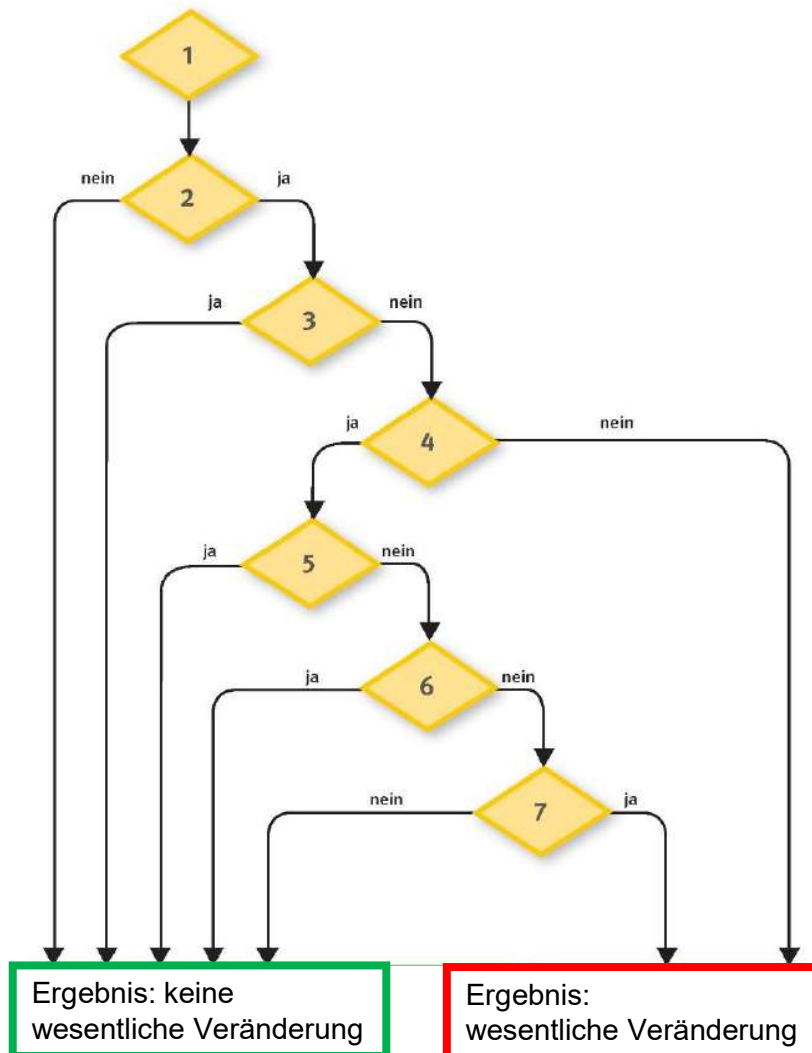 1
nein
ja
2
ja
nein
3
ja
nein
4
ja
nein
5
ja
nein
6
nein
ja
7
Ergebnis: keine
wesentliche Veränderung
Ergebnis:
wesentliche Veränderung